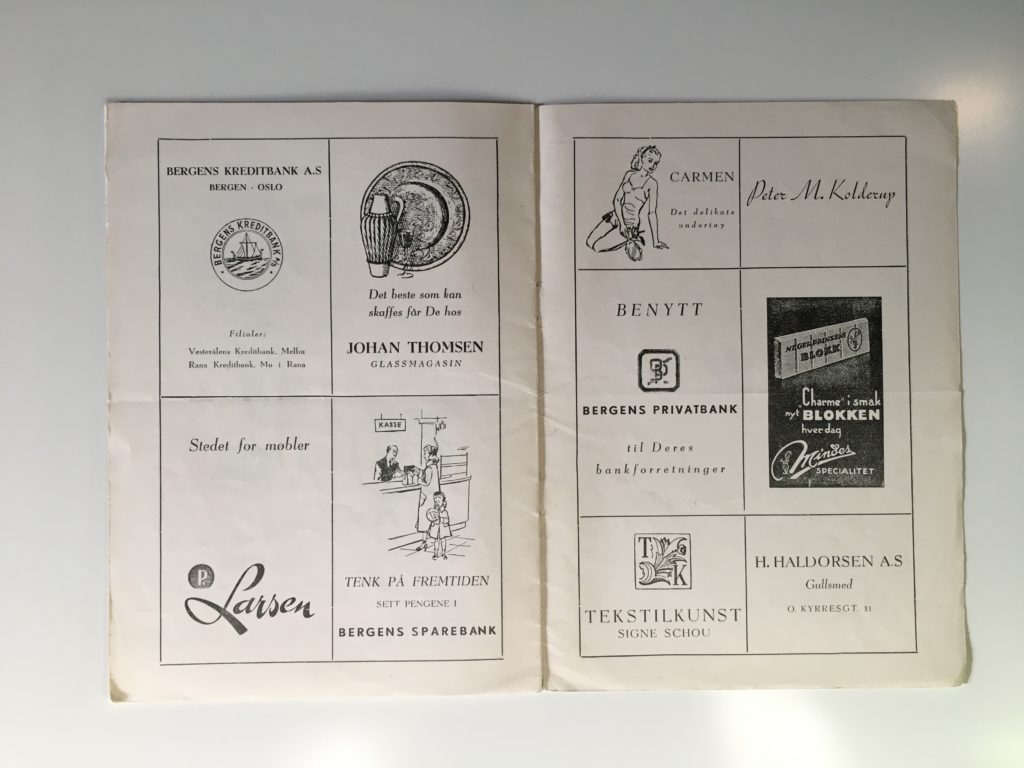 BERGENS KREDITBANK A.S
BERGEN - OSLO
BERGENS KREDITBANK A/S
Filialer:
Vesterålens Kreditbank, Melbu
Rana Kreditbank, Mo i Rana
Det beste som kan
skaffes får De hos
JOHAN THOMSEN
GLASSMAGASIN
Stedet for møbler
P.
Larsen
KASSE
TENK PÅ FREMTIDEN
SETT PENGENE I
BERGENS SPAREBANK
CARMEN
Det delikate
undertøy
Peter M. Kolderup
BENYTT
BP
BERGENS PRIVATBANK
til Deres
bankforretninger
NEGERPRINSENS
BLOKK
"Charme" i smak
nyt BLOKKEN
hver dag
Mindes
SPECIALITET
T K
TEKSTILKUNST
SIGNE SCHOU
H. HALDORSEN A.S
Gullsmed
O. KYRRESGT. 31